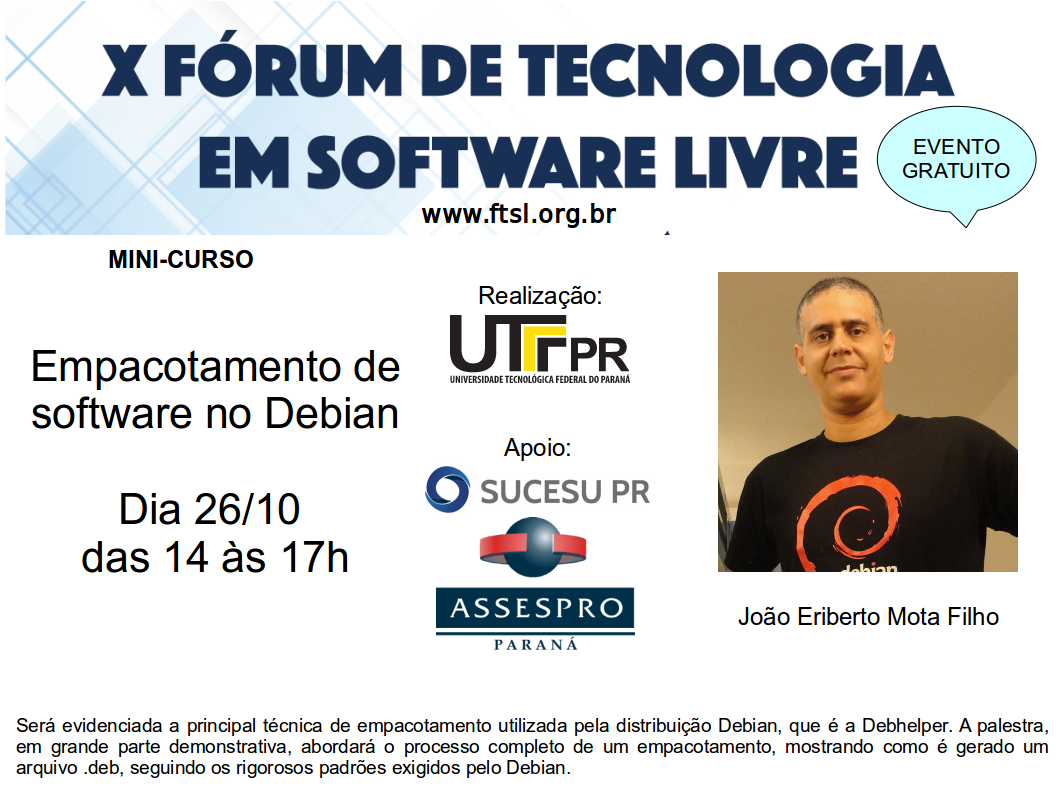 X FÓRUM DE TECNOLOGIA
EM SOFTWARE LIVRE
EVENTO
GRATUITO
www.ftsl.org.br
MINI-CURSO
Empacotamento de
software no Debian
Dia 26/10
das 14 às 17h
Realização:
UTFPR
UNIVERSIDADE TECNOLÓGICA FEDERAL DO PARANÁ
Apoio:
SUCESU PR
ASSESPRO
PARANÁ
debian
João Eriberto Mota Filho
Será evidenciada a principal técnica de empacotamento utilizada pela distribuição Debian, que é a Debhelper. A palestra,
em grande parte demonstrativa, abordará o processo completo de um empacotamento, mostrando como é gerado um
arquivo .deb, seguindo os rigorosos padrões exigidos pelo Debian.